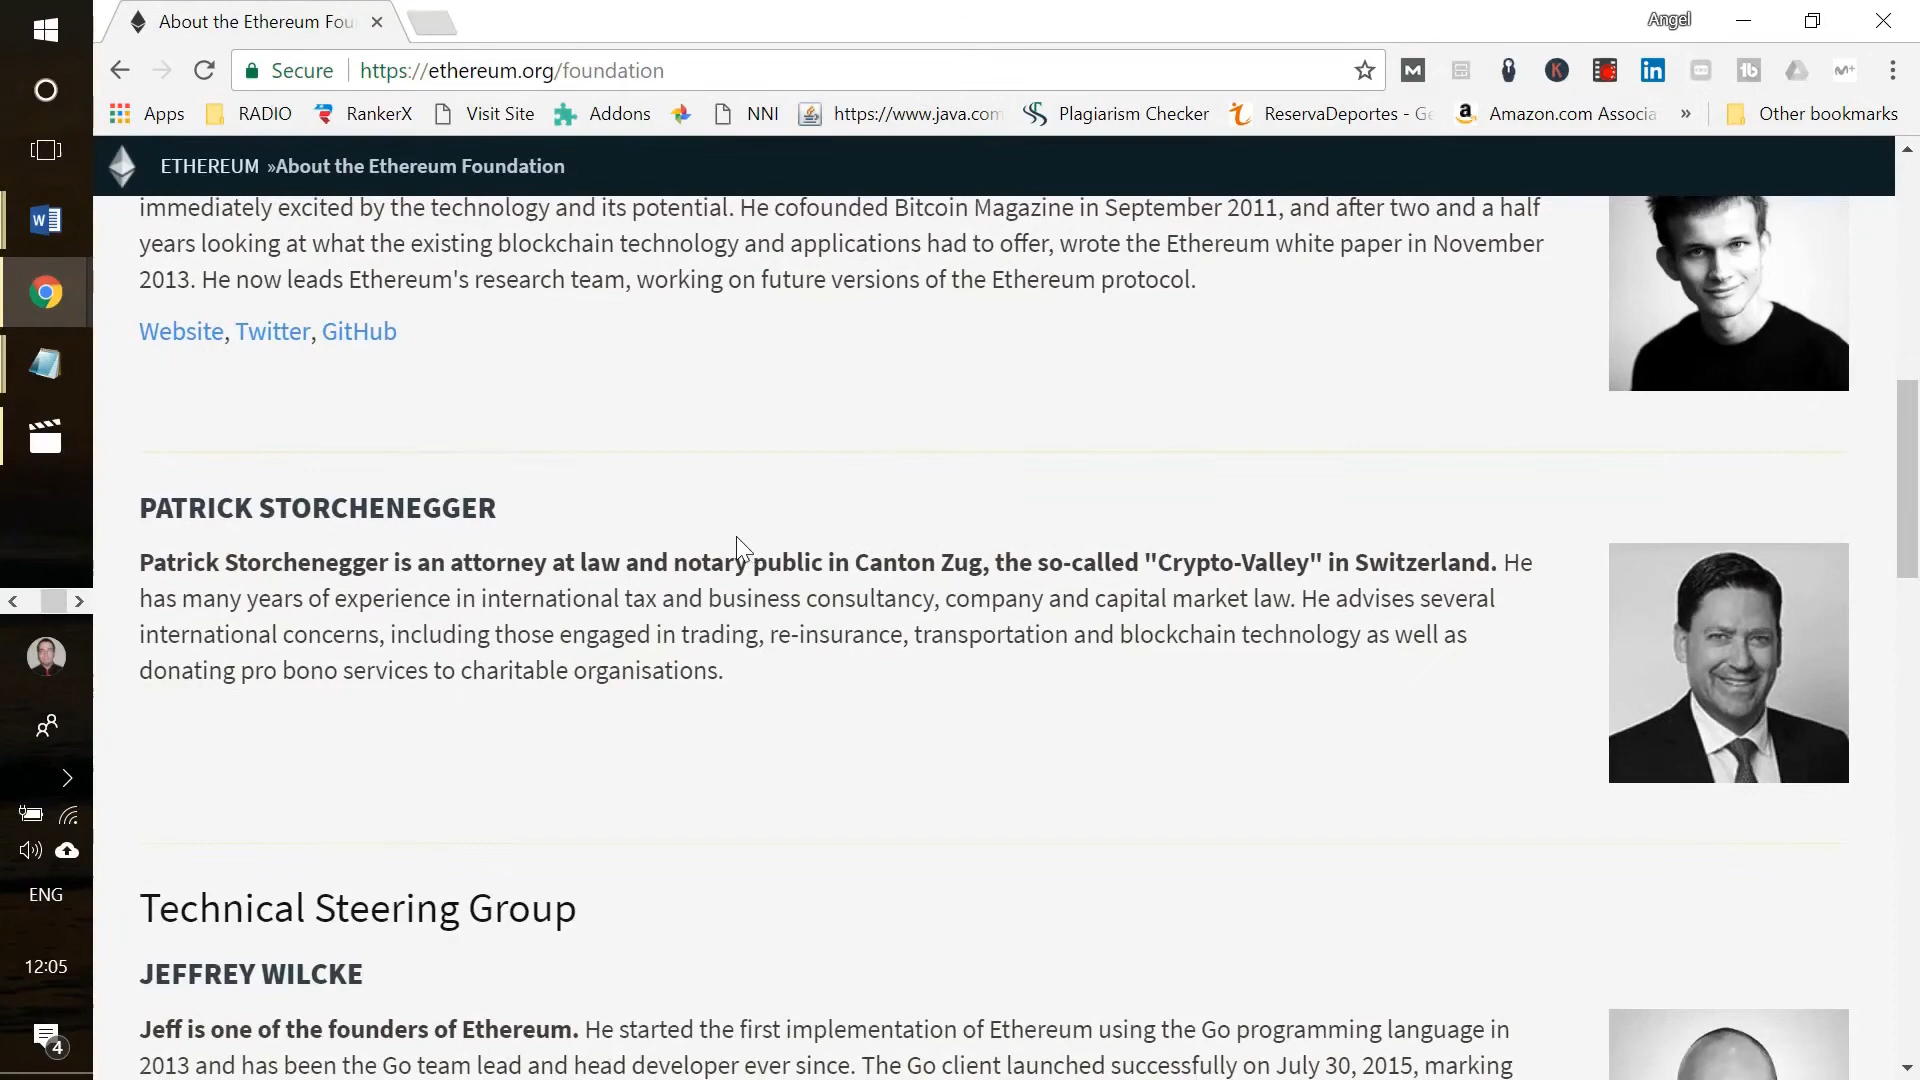 About the Ethereum Fou
Angel
Secure
https://ethereum.org/foundation
Apps
RADIO
RankerX
Visit Site
Addons
NNI
https://www.java.com
Plagiarism Checker
ReservaDeportes - Ge
Amazon.com Associa
»
Other bookmarks
ETHEREUM »About the Ethereum Foundation
immediately excited by the technology and its potential. He cofounded Bitcoin Magazine in September 2011, and after two and a half
years looking at what the existing blockchain technology and applications had to offer, wrote the Ethereum white paper in November
2013. He now leads Ethereum's research team, working on future versions of the Ethereum protocol.
Website, Twitter, GitHub
PATRICK STORCHENEGGER
Patrick Storchenegger is an attorney at law and notary public in Canton Zug, the so-called "Crypto-Valley" in Switzerland. He
has many years of experience in international tax and business consultancy, company and capital market law. He advises several
international concerns, including those engaged in trading, re-insurance, transportation and blockchain technology as well as
donating pro bono services to charitable organisations.
Technical Steering Group
JEFFREY WILCKE
Jeff is one of the founders of Ethereum. He started the first implementation of Ethereum using the Go programming language in
2013 and has been the Go team lead and head developer ever since. The Go client launched successfully on July 30, 2015, marking
ENG
12:05
4